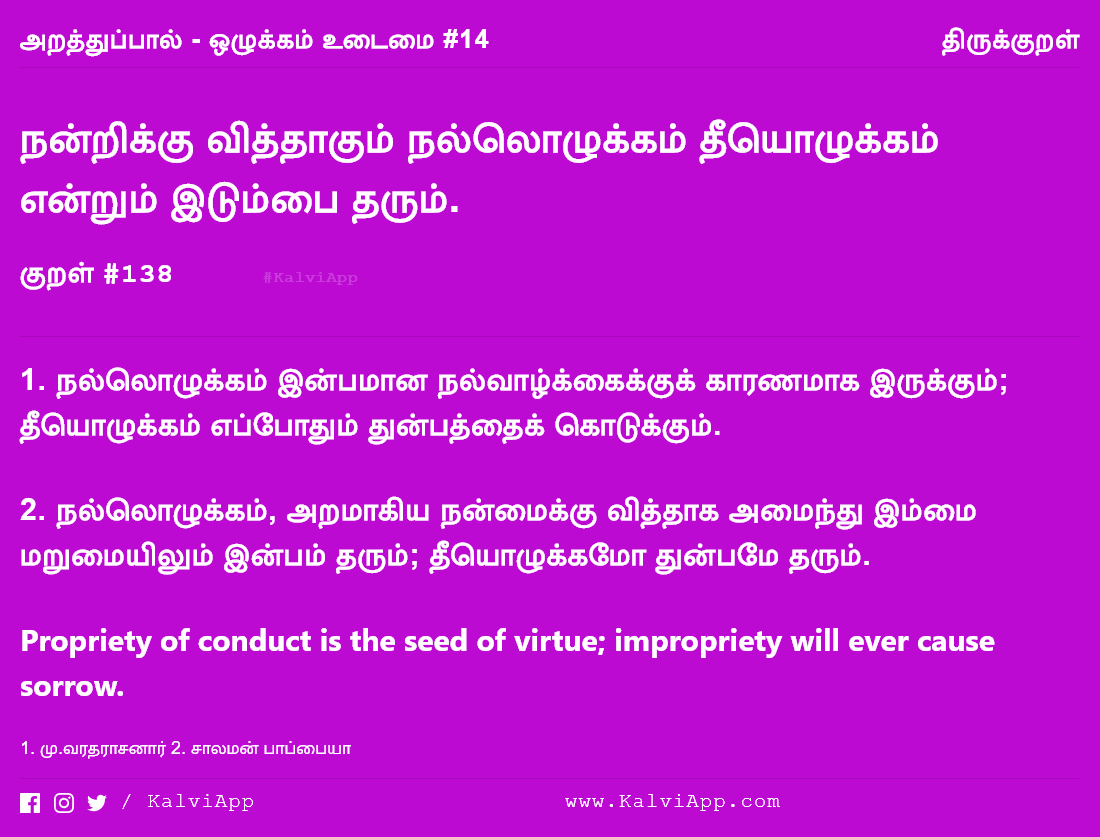 அறத்துப்பால் - ஒழுக்கம் உடைமை #14
திருக்குறள்
நன்றிக்கு வித்தாகும் நல்லொழுக்கம் தீயொழுக்கம்
என்றும் இடும்பை தரும்.
குறள் #138
#KalviApp
1. நல்லொழுக்கம் இன்பமான நல்வாழ்க்கைக்குக் காரணமாக இருக்கும்;
தீயொழுக்கம் எப்போதும் துன்பத்தைக் கொடுக்கும்.
2. நல்லொழுக்கம், அறமாகிய நன்மைக்கு வித்தாக அமைந்து இம்மை
மறுமையிலும் இன்பம் தரும்; தீயொழுக்கமோ துன்பமே தரும்.
Propriety of conduct is the seed of virtue; impropriety will ever cause
sorrow.
1. மு.வரதராசனார் 2. சாலமன் பாப்பையா
/ KalviApp
www.KalviApp.com